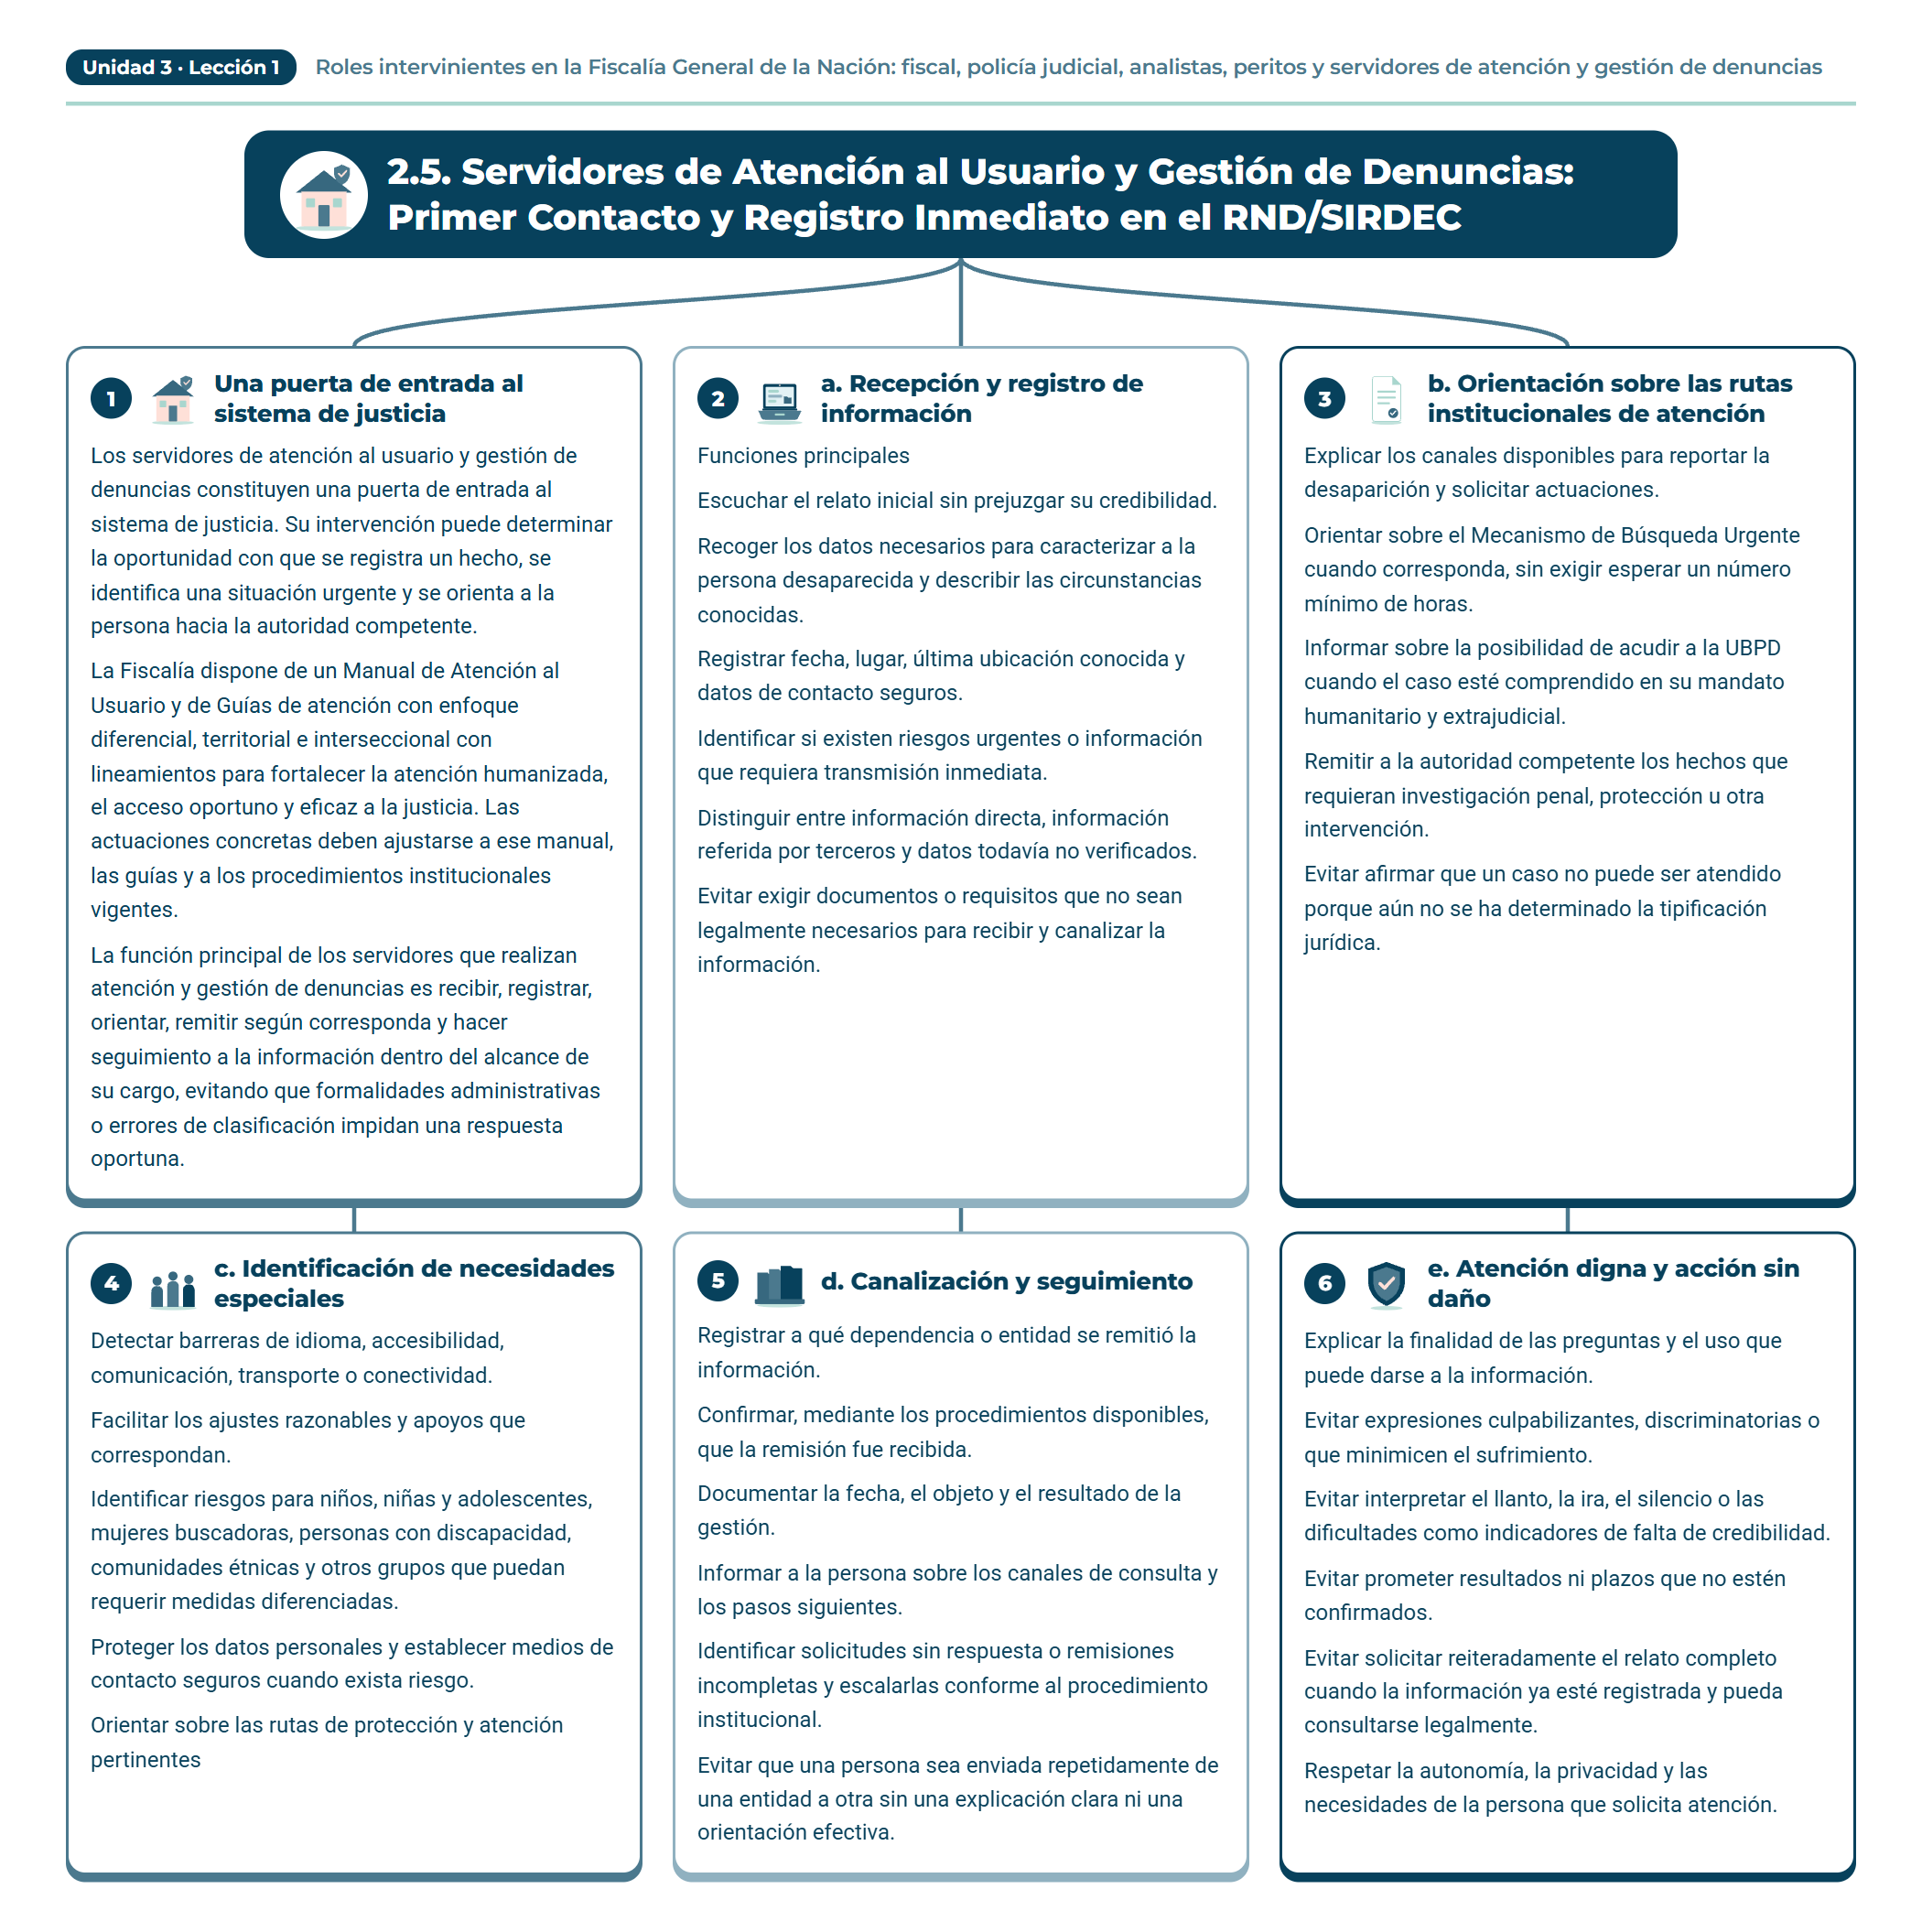 Unidad 3 · Lección 1
Roles intervinientes en la Fiscalía General de la Nación: fiscal, policía judicial, analistas, peritos y servidores de atención y gestión de denuncias
2.5. Servidores de Atención al Usuario y Gestión de Denuncias:
Primer Contacto y Registro Inmediato en el RND/SIRDEC
1
Una puerta de entrada al
sistema de justicia
Los servidores de atención al usuario y gestión de
denuncias constituyen una puerta de entrada al
sistema de justicia. Su intervención puede determinar
la oportunidad con que se registra un hecho, se
identifica una situación urgente y se orienta a la
persona hacia la autoridad competente.
La Fiscalía dispone de un Manual de Atención al
Usuario y de Guías de atención con enfoque
diferencial, territorial e interseccional con
lineamientos para fortalecer la atención humanizada,
el acceso oportuno y eficaz a la justicia. Las
actuaciones concretas deben ajustarse a ese manual,
las guías y a los procedimientos institucionales
vigentes.
La función principal de los servidores que realizan
atención y gestión de denuncias es recibir, registrar,
orientar, remitir según corresponda y hacer
seguimiento a la información dentro del alcance de
su cargo, evitando que formalidades administrativas
o errores de clasificación impidan una respuesta
oportuna.
2
a. Recepción y registro de
información
Funciones principales
Escuchar el relato inicial sin prejuzgar su credibilidad.
Recoger los datos necesarios para caracterizar a la
persona desaparecida y describir las circunstancias
conocidas.
Registrar fecha, lugar, última ubicación conocida y
datos de contacto seguros.
Identificar si existen riesgos urgentes o información
que requiera transmisión inmediata.
Distinguir entre información directa, información
referida por terceros y datos todavía no verificados.
Evitar exigir documentos o requisitos que no sean
legalmente necesarios para recibir y canalizar la
información.
3
b. Orientación sobre las rutas
institucionales de atención
Explicar los canales disponibles para reportar la
desaparición y solicitar actuaciones.
Orientar sobre el Mecanismo de Búsqueda Urgente
cuando corresponda, sin exigir esperar un número
mínimo de horas.
Informar sobre la posibilidad de acudir a la UBPD
cuando el caso esté comprendido en su mandato
humanitario y extrajudicial.
Remitir a la autoridad competente los hechos que
requieran investigación penal, protección u otra
intervención.
Evitar afirmar que un caso no puede ser atendido
porque aún no se ha determinado la tipificación
jurídica.
4
c. Identificación de necesidades
especiales
Detectar barreras de idioma, accesibilidad,
comunicación, transporte o conectividad.
Facilitar los ajustes razonables y apoyos que
correspondan.
Identificar riesgos para niños, niñas y adolescentes,
mujeres buscadoras, personas con discapacidad,
comunidades étnicas y otros grupos que puedan
requerir medidas diferenciadas.
Proteger los datos personales y establecer medios de
contacto seguros cuando exista riesgo.
Orientar sobre las rutas de protección y atención
pertinentes
5
d. Canalización y seguimiento
Registrar a qué dependencia o entidad se remitió la
información.
Confirmar, mediante los procedimientos disponibles,
que la remisión fue recibida.
Documentar la fecha, el objeto y el resultado de la
gestión.
Informar a la persona sobre los canales de consulta y
los pasos siguientes.
Identificar solicitudes sin respuesta o remisiones
incompletas y escalarlas conforme al procedimiento
institucional.
Evitar que una persona sea enviada repetidamente de
una entidad a otra sin una explicación clara ni una
orientación efectiva.
6
e. Atención digna y acción sin
daño
Explicar la finalidad de las preguntas y el uso que
puede darse a la información.
Evitar expresiones culpabilizantes, discriminatorias o
que minimicen el sufrimiento.
Evitar interpretar el llanto, la ira, el silencio o las
dificultades como indicadores de falta de credibilidad.
Evitar prometer resultados ni plazos que no estén
confirmados.
Evitar solicitar reiteradamente el relato completo
cuando la información ya esté registrada y pueda
consultarse legalmente.
Respetar la autonomía, la privacidad y las
necesidades de la persona que solicita atención.